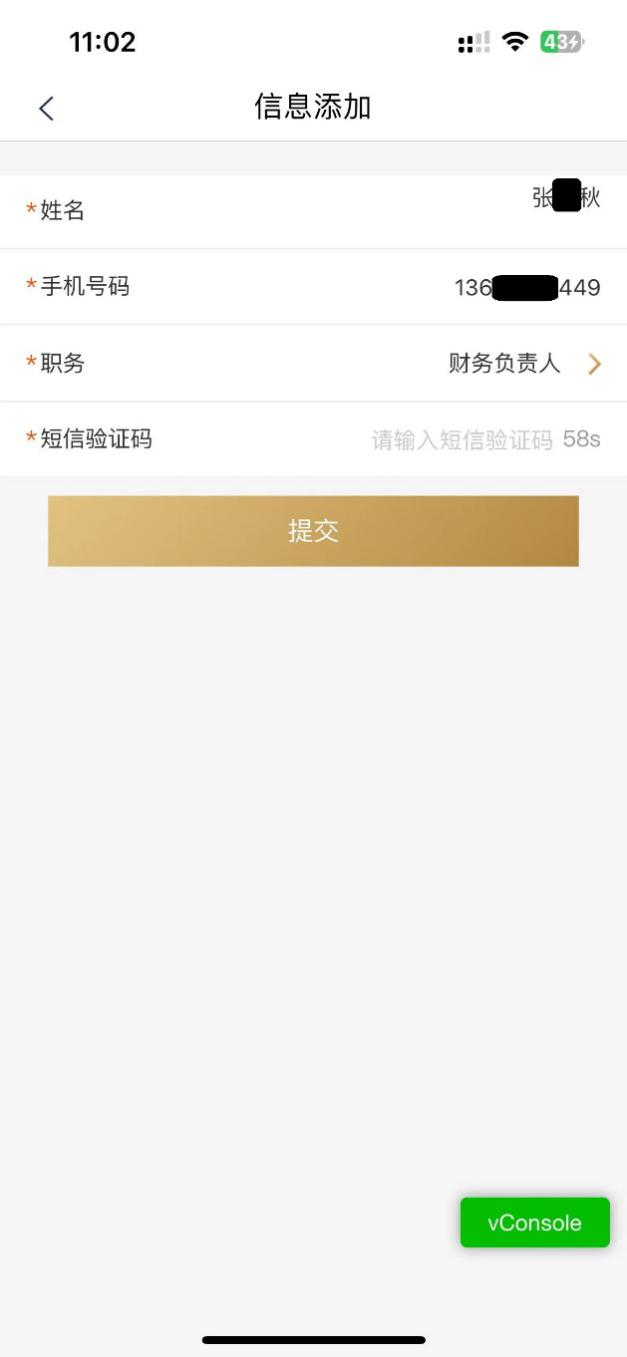 11:02
43
信息添加
*姓名 张 秋
*手机号码 136 449
*职务 财务负责人
*短信验证码 请输入短信验证码 58s
提交
vConsole